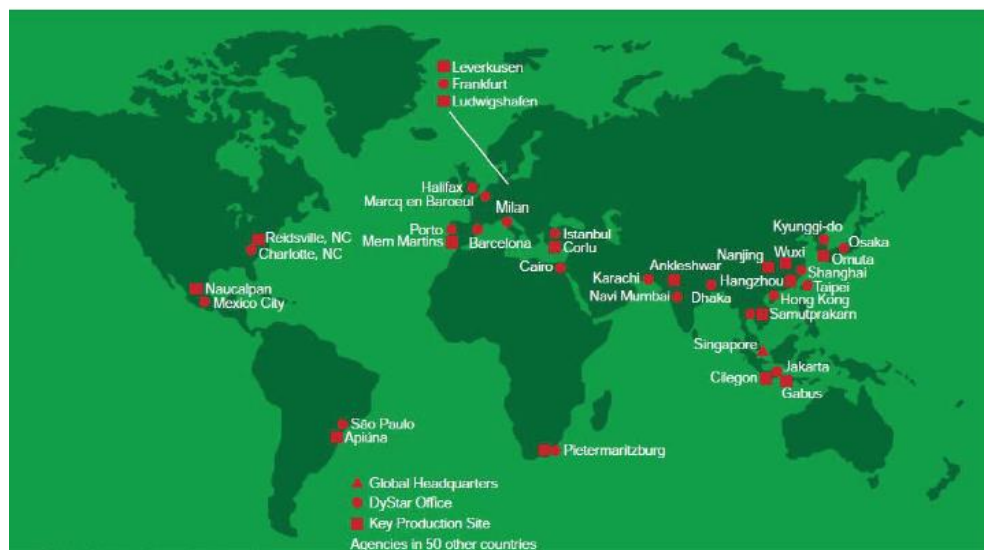 Leverkusen
Frankfurt
Ludwigshafen
Halifax
Marcq en Baroeul
Milan
Porto
Mem Martins
Barcelona
Istanbul
Corlu
Cairo
Reidsville, NC
Charlotte, NC
Naucalpan
Mexico City
Kyunggi-do
Osaka
Omuta
Nanjing
Wuxi
Shanghai
Karachi
Ankleshwar
Hangzhou
Taipei
Navi Mumbai
Dhaka
Hong Kong
Samutprakarn
Singapore
Jakarta
Cilegon
Gabus
São Paulo
Apiúna
Pietermaritzburg
Global Headquarters
DyStar Office
Key Production Site
Agencies in 50 other countries